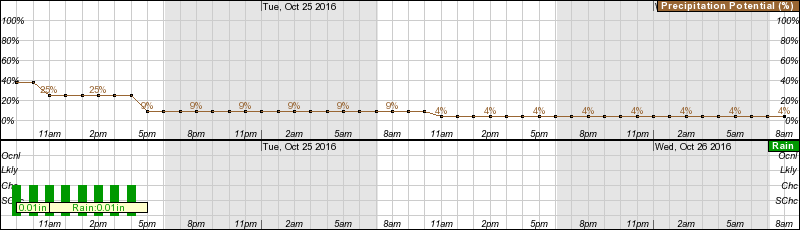 Tue, Oct 25 2016 W Precipitation Potential (%)
100% 100%
80% 80%
60% 60%
40% 40%
25% 25%
20% 9% 9% 9% 9% 9% 9% 4% 4% 4% 4% 4% 4% 4% 4% 20%
0% 0%
11am 2pm 5pm 8pm 11pm 2am 5am 8am 11am 2pm 5pm 8pm 11pm 2am 5am 8am
Tue, Oct 25 2016 Wed, Oct 26 2016 Rain
Ocnl Ocnl
Lkly Lkly
Chc Chc
SChc SChc
0.01in Rain:0.01in
11am 2pm 5pm 8pm 11pm 2am 5am 8am 11am 2pm 5pm 8pm 11pm 2am 5am 8am